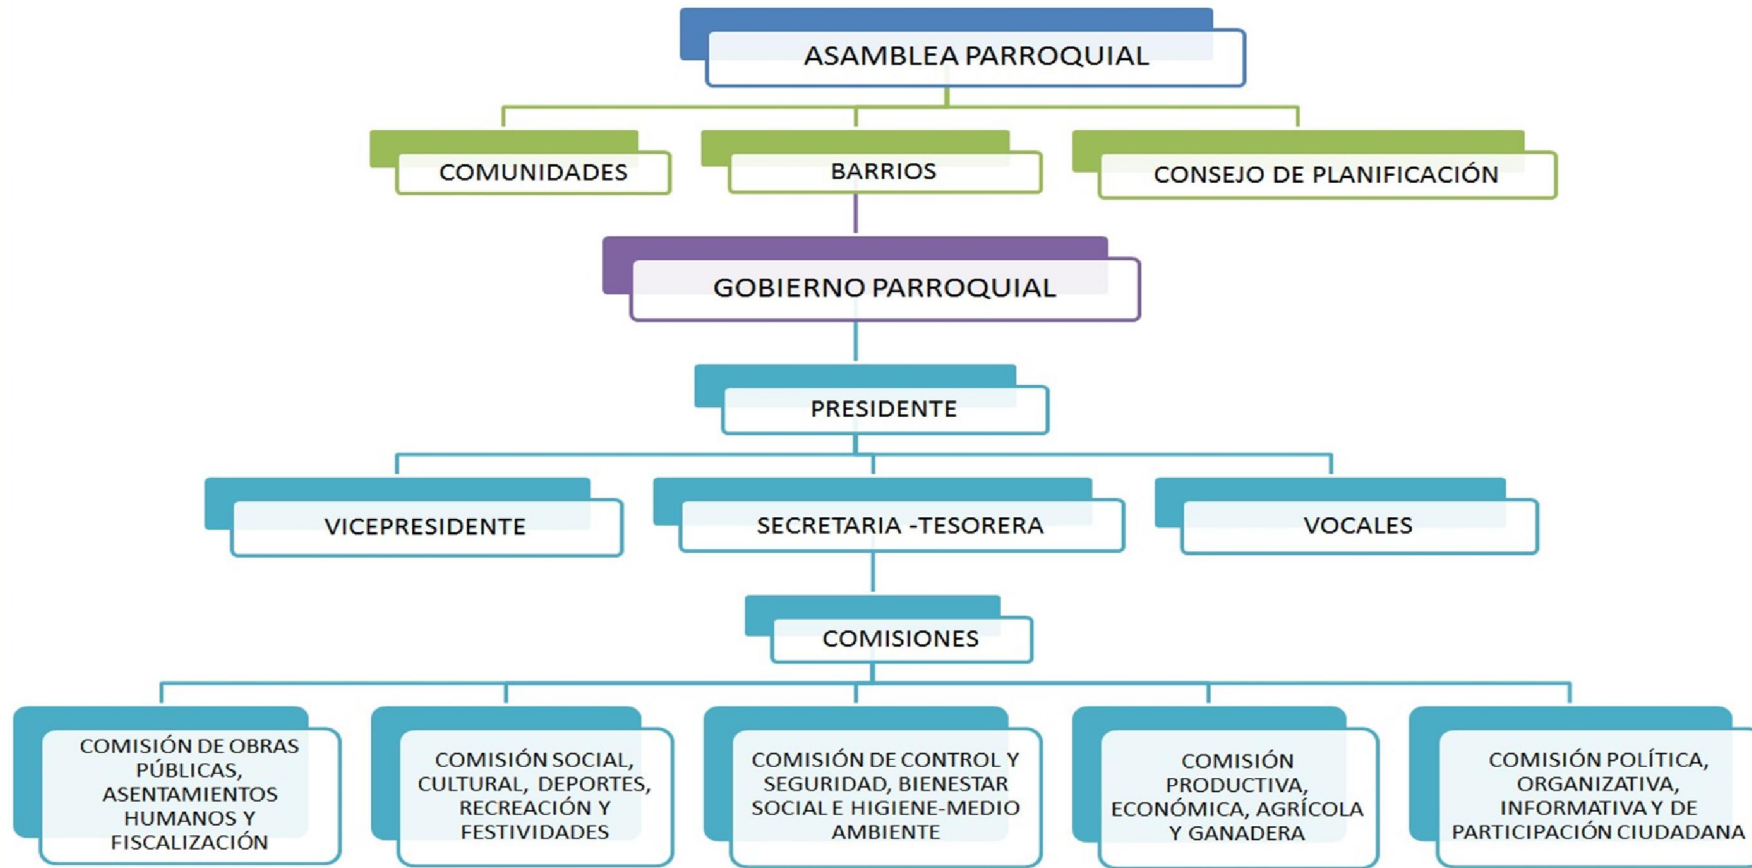 ASAMBLEA PARROQUIAL
COMUNIDADES
BARRIOS
CONSEJO DE PLANIFICACIÓN
GOBIERNO PARROQUIAL
PRESIDENTE
VICEPRESIDENTE
SECRETARIA -TESORERA
VOCALES
COMISIONES
COMISIÓN DE OBRAS
PÚBLICAS,
ASENTAMIENTOS
HUMANOS Y
FISCALIZACIÓN
COMISIÓN SOCIAL,
CULTURAL, DEPORTES,
RECREACIÓN Y
FESTIVIDADES
COMISIÓN DE CONTROL Y
SEGURIDAD, BIENESTAR
SOCIAL E HIGIENE-MEDIO
AMBIENTE
COMISIÓN
PRODUCTIVA,
ECONÓMICA, AGRÍCOLA
Y GANADERA
COMISIÓN POLÍTICA,
ORGANIZATIVA,
INFORMATIVA Y DE
PARTICIPACIÓN CIUDADANA